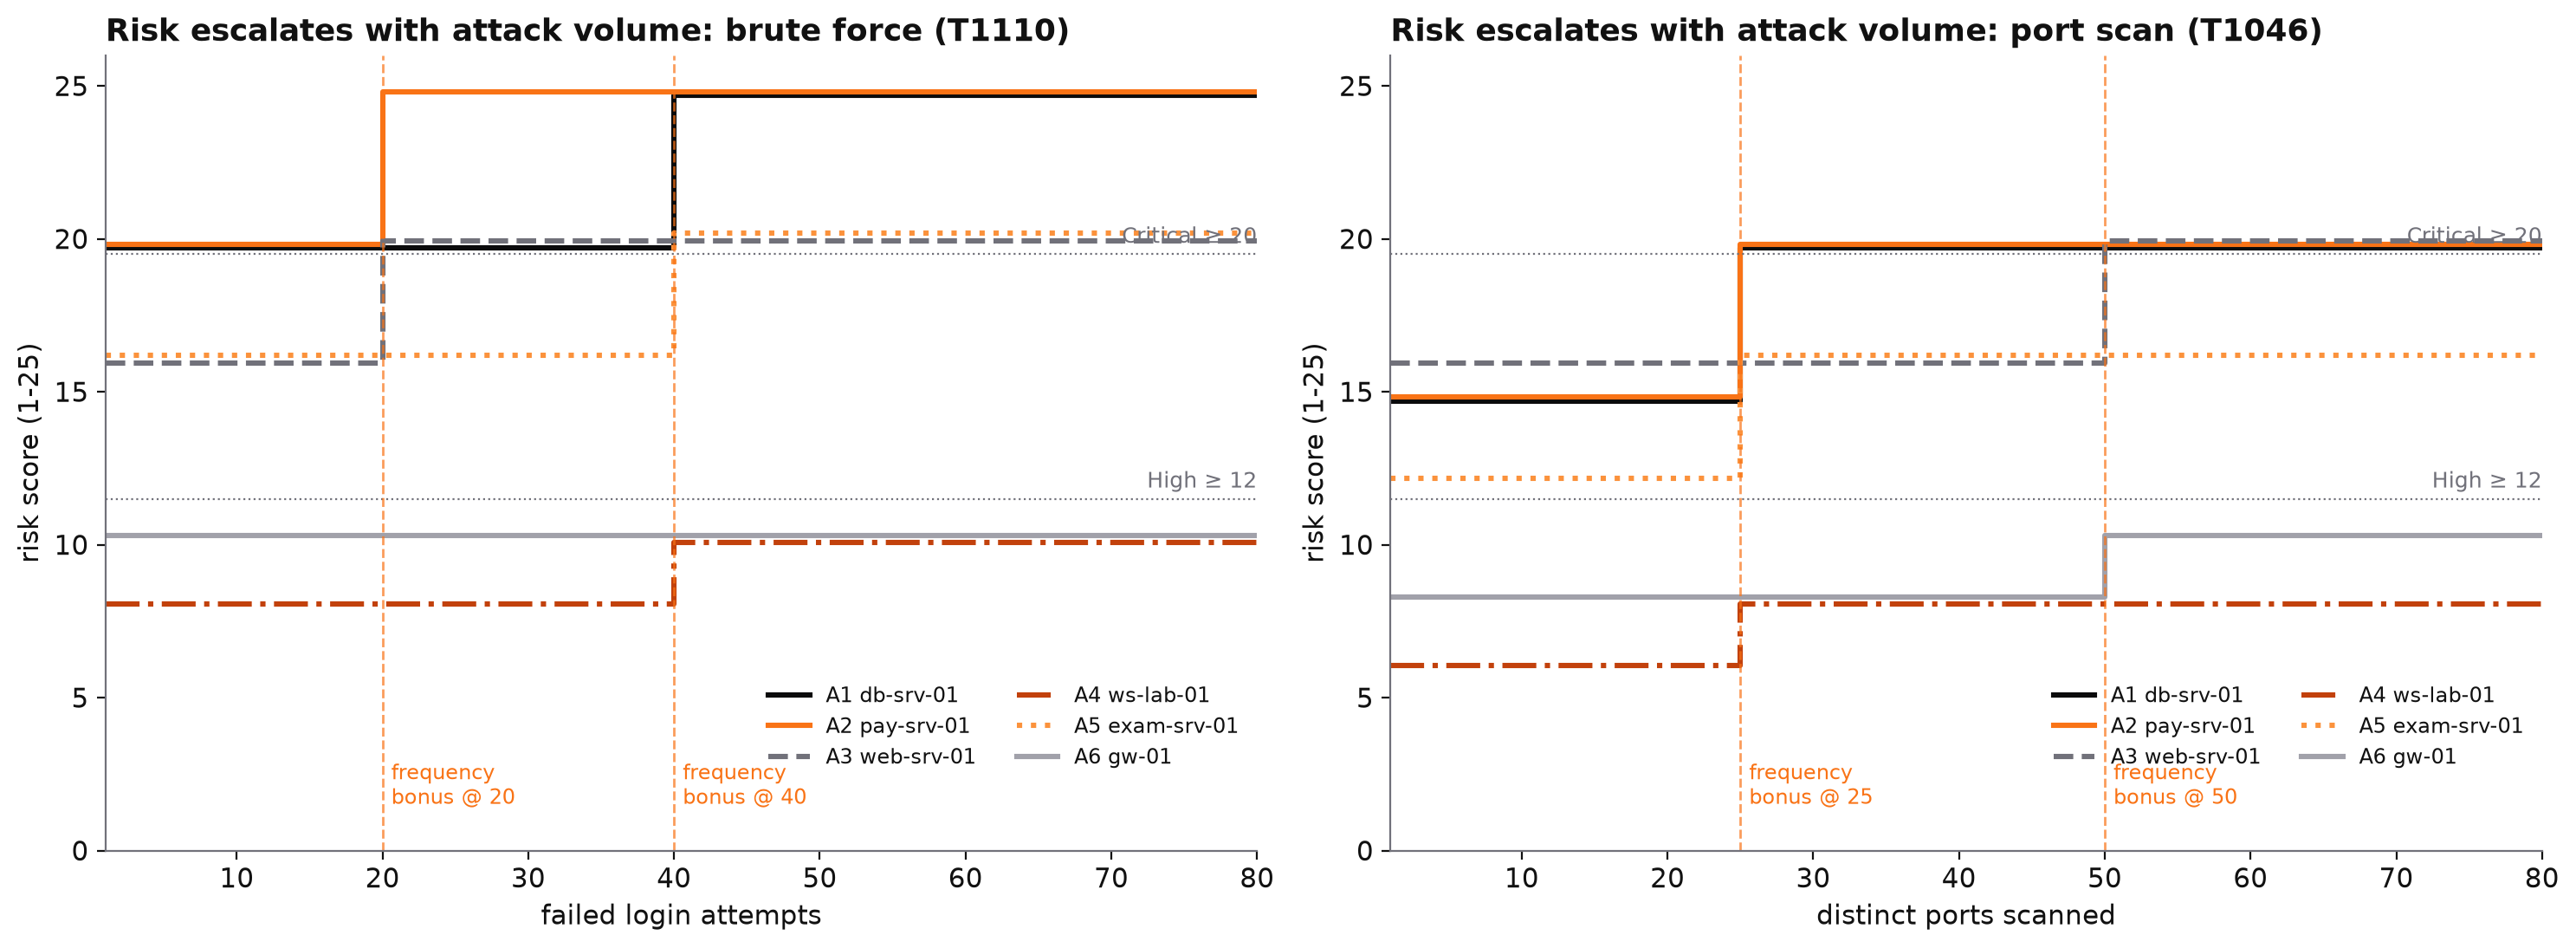 Risk escalates with attack volume: brute force (T1110)
25
20
15
10
5
0
risk score (1-25)
Critical ≥ 20
High ≥ 12
A1 db-srv-01
A2 pay-srv-01
A3 web-srv-01
A4 ws-lab-01
A5 exam-srv-01
A6 gw-01
frequency
bonus @ 20
frequency
bonus @ 40
10 20 30 40 50 60 70 80
failed login attempts
Risk escalates with attack volume: port scan (T1046)
25
20
15
10
5
0
risk score (1-25)
Critical ≥ 20
High ≥ 12
A1 db-srv-01
A2 pay-srv-01
A3 web-srv-01
A4 ws-lab-01
A5 exam-srv-01
A6 gw-01
frequency
bonus @ 25
frequency
bonus @ 50
10 20 30 40 50 60 70 80
distinct ports scanned